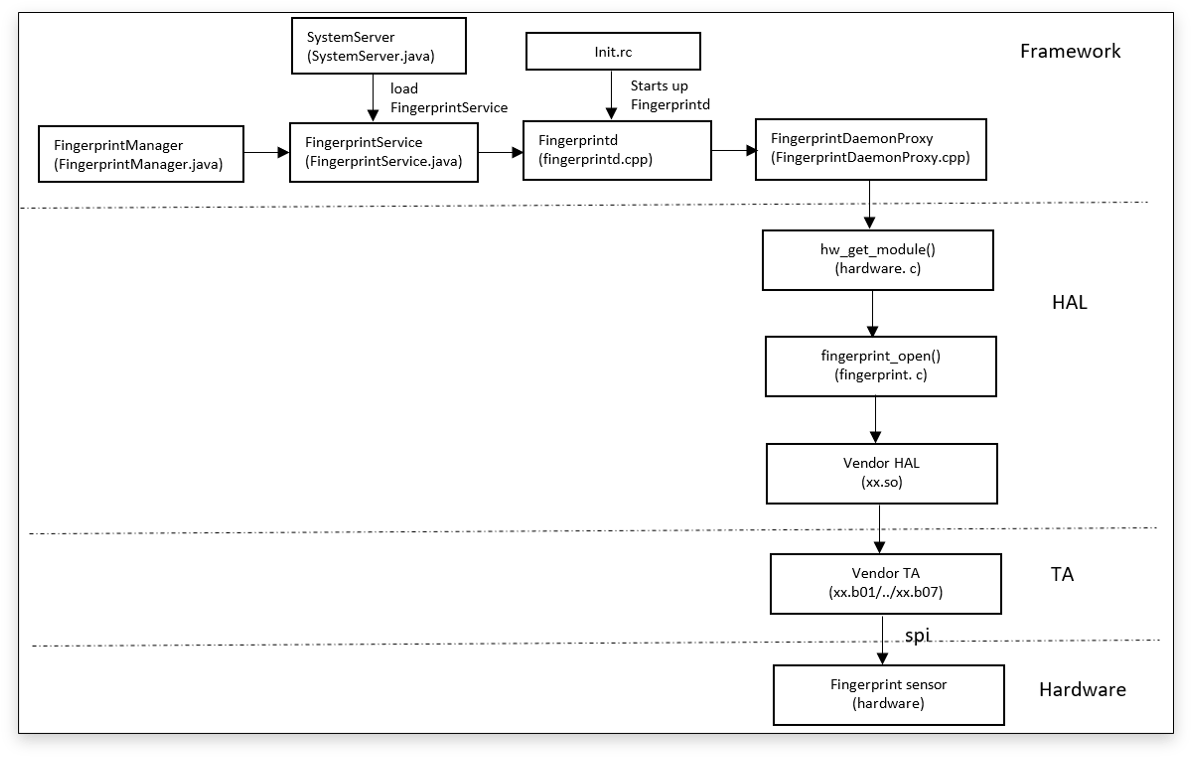 SystemServer
(SystemServer.java)
Init.rc
Framework
load
FingerprintService
Starts up
Fingerprintd
FingerprintManager
(FingerprintManager.java)
FingerprintService
(FingerprintService.java)
Fingerprintd
(fingerprintd.cpp)
FingerprintDaemonProxy
(FingerprintDaemonProxy.cpp)
hw_get_module()
(hardware. c)
HAL
fingerprint_open()
(fingerprint. c)
Vendor HAL
(xx.so)
Vendor TA
(xx.b01/../xx.b07)
TA
spi
Fingerprint sensor
(hardware)
Hardware